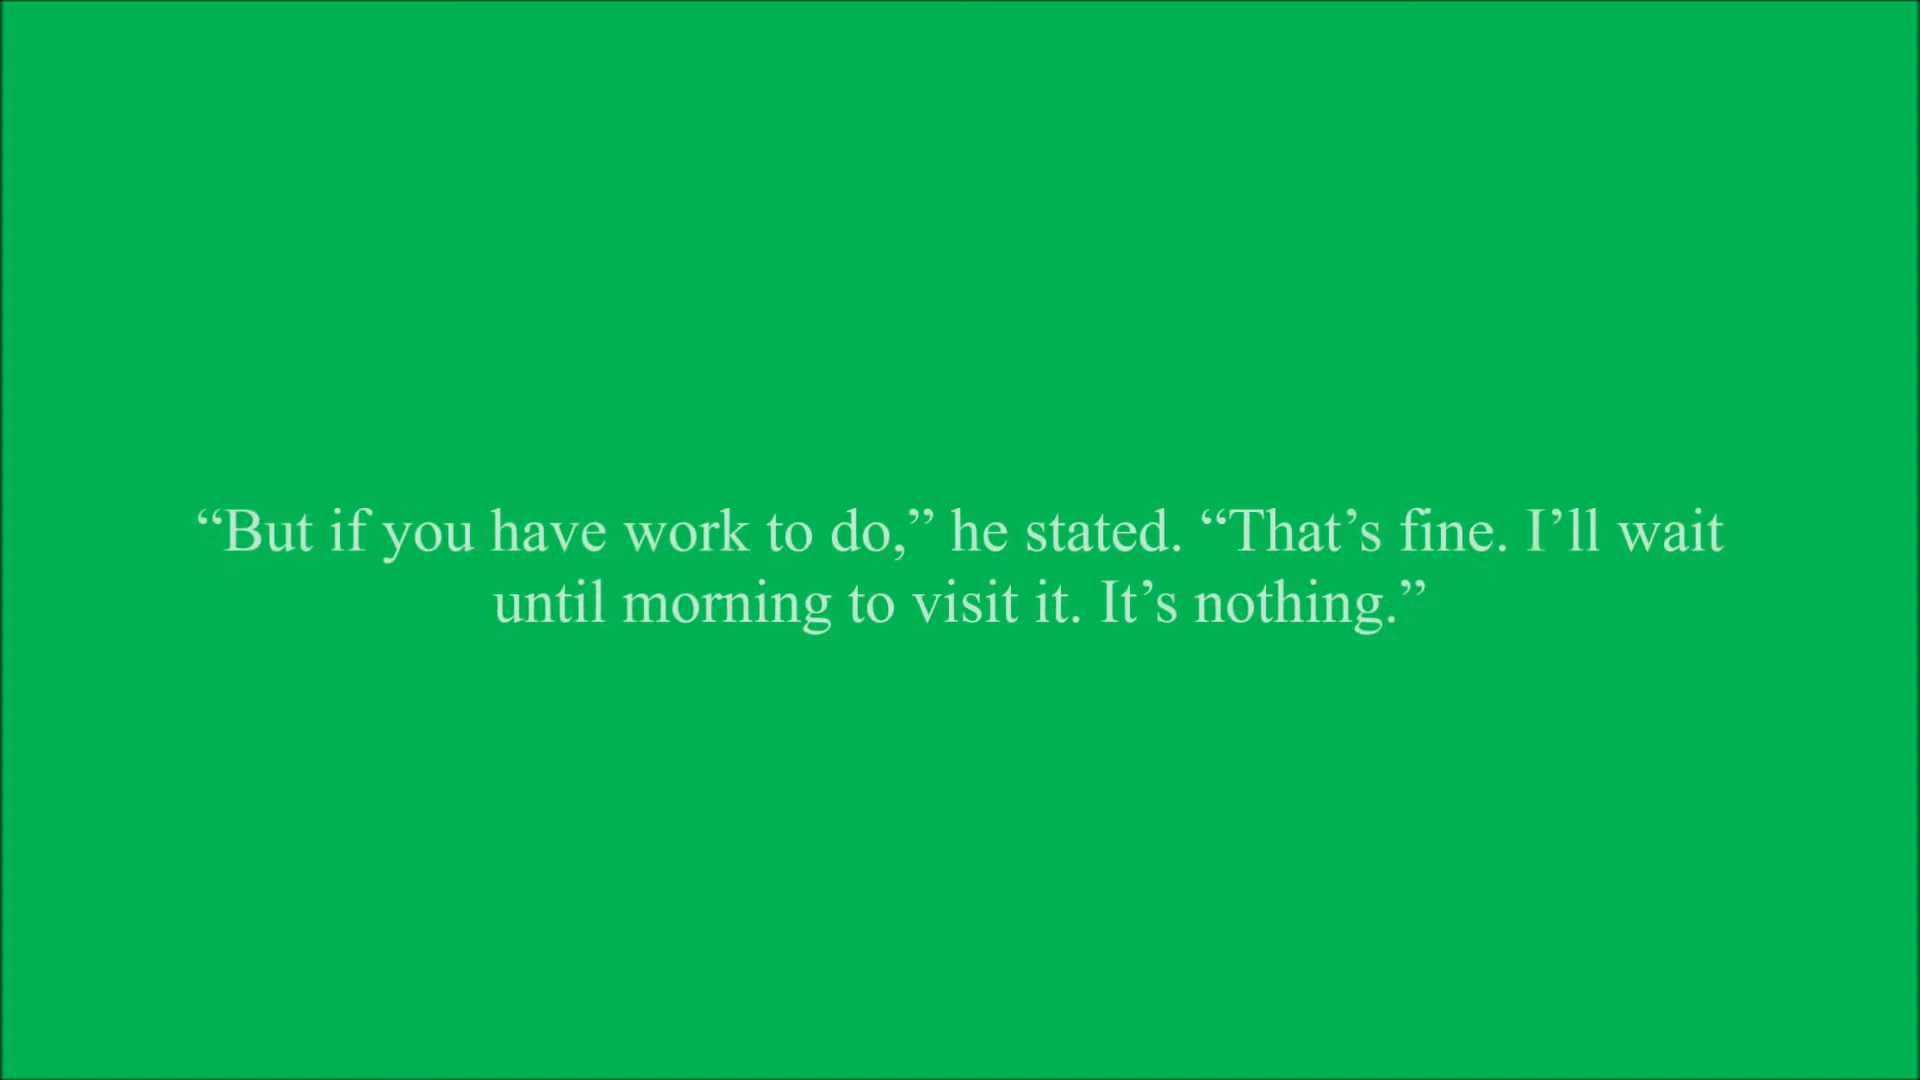 “But if you have work to do,” he stated. “That’s fine. I’ll wait
until morning to visit it. It’s nothing.”